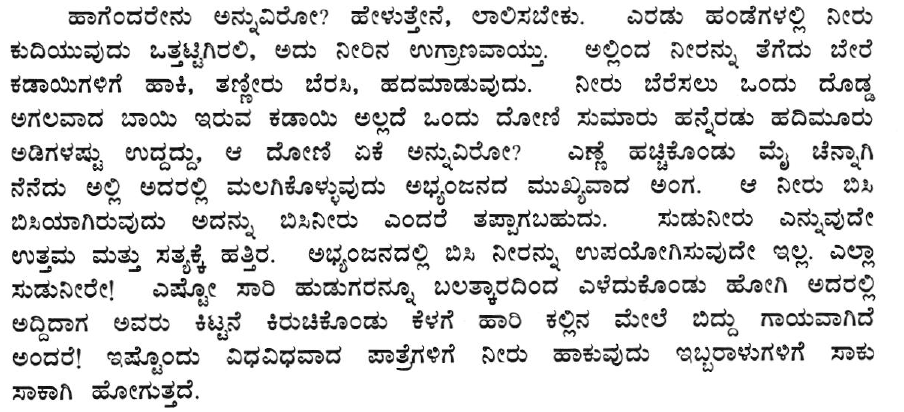 ಹಾಗೆಂದರೇನು ಅನ್ನುವಿರೋ? ಹೇಳುತ್ತೇನೆ, ಲಾಲಿಸಬೇಕು. ಎರಡು ಹಂಡೆಗಳಲ್ಲಿ ನೀರು
ಕುದಿಯುವುದು ಒತ್ತಟ್ಟಿಗಿರಲಿ, ಅದು ನೀರಿನ ಉಗ್ರಾಣವಾಯ್ತು. ಅಲ್ಲಿಂದ ನೀರನ್ನು ತೆಗೆದು ಬೇರೆ
ಕಡಾಯಿಗಳಿಗೆ ಹಾಕಿ, ತಣ್ಣೀರು ಬೆರಸಿ, ಹದಮಾಡುವುದು. ನೀರು ಬೆರೆಸಲು ಒಂದು ದೊಡ್ಡ
ಅಗಲವಾದ ಬಾಯಿ ಇರುವ ಕಡಾಯಿ ಅಲ್ಲದೆ ಒಂದು ದೋಣಿ ಸುಮಾರು ಹನ್ನೆರಡು ಹದಿಮೂರು
ಅಡಿಗಳಷ್ಟು ಉದ್ದದ್ದು, ಆ ದೋಣಿ ಏಕೆ ಅನ್ನುವಿರೋ? ಎಣ್ಣೆ ಹಚ್ಚಿಕೊಂಡು ಮೈ ಚೆನ್ನಾಗಿ
ನೆನೆದು ಅಲ್ಲಿ ಅದರಲ್ಲಿ ಮಲಗಿಕೊಳ್ಳುವುದು ಅಭ್ಯಂಜನದ ಮುಖ್ಯವಾದ ಅಂಗ. ಆ ನೀರು ಬಿಸಿ
ಬಿಸಿಯಾಗಿರುವುದು ಅದನ್ನು ಬಿಸಿನೀರು ಎಂದರೆ ತಪ್ಪಾಗಬಹುದು. ಸುಡುನೀರು ಎನ್ನುವುದೇ
ಉತ್ತಮ ಮತ್ತು ಸತ್ಯಕ್ಕೆ ಹತ್ತಿರ. ಅಭ್ಯಂಜನದಲ್ಲಿ ಬಿಸಿ ನೀರನ್ನು ಉಪಯೋಗಿಸುವುದೇ ಇಲ್ಲ. ಎಲ್ಲಾ
ಸುಡುನೀರೇ! ಎಷ್ಟೋ ಸಾರಿ ಹುಡುಗರನ್ನೂ ಬಲತ್ಕಾರದಿಂದ ಎಳೆದುಕೊಂಡು ಹೋಗಿ ಅದರಲ್ಲಿ
ಅದ್ದಿದಾಗ ಅವರು ಕಿಟ್ಟನೆ ಕಿರುಚಿಕೊಂಡು ಕೆಳಗೆ ಹಾರಿ ಕಲ್ಲಿನ ಮೇಲೆ ಬಿದ್ದು ಗಾಯವಾಗಿದೆ
ಅಂದರೆ! ಇಷ್ಟೊಂದು ವಿಧವಿಧವಾದ ಪಾತ್ರೆಗಳಿಗೆ ನೀರು ಹಾಕುವುದು ಇಬ್ಬರಾಳುಗಳಿಗೆ ಸಾಕು
ಸಾಕಾಗಿ ಹೋಗುತ್ತದೆ.